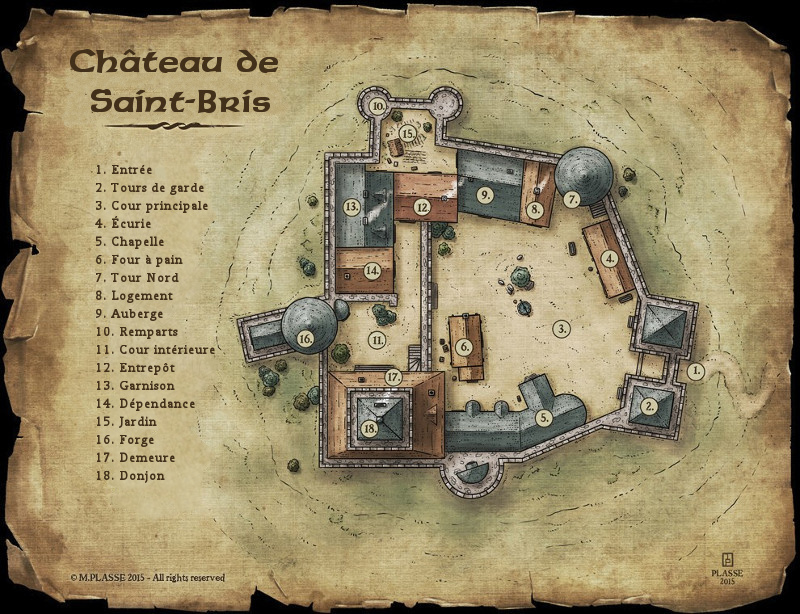 Château de
Saint-Bris
1. Entrée
2. Tours de garde
3. Cour principale
4. Écurie
5. Chapelle
6. Four à pain
7. Tour Nord
8. Logement
9. Auberge
10. Remparts
11. Cour intérieure
12. Entrepôt
13. Garnison
14. Dépendance
15. Jardin
16. Forge
17. Demeure
18. Donjon
10.
15.
7.
13.
12.
9.
8.
4.
14.
16.
11.
3.
6.
1.
17.
2.
5.
18.
© M.PLASSE 2015 - All rights reserved
PLASSE
2015